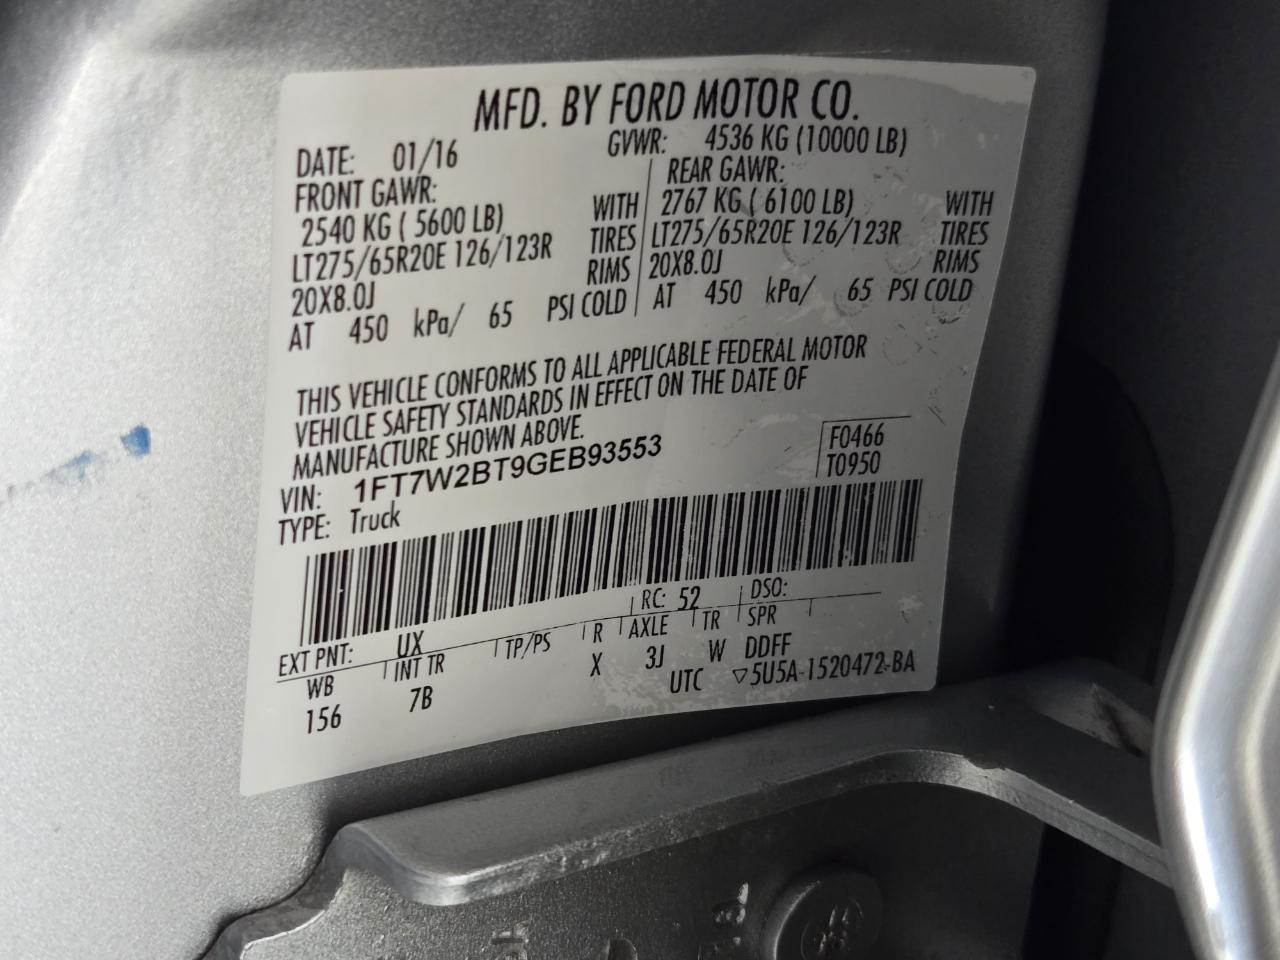 MFD. BY FORD MOTOR CO.
DATE: 01/16 GVWR: 4536 KG (10000 LB)
FRONT GAWR: REAR GAWR:
2540 KG ( 5600 LB) WITH 2767 KG ( 6100 LB) WITH
LT275/65R20E 126/123R TIRES LT275/65R20E 126/123R TIRES
20X8.0J RIMS 20X8.0J RIMS
AT 450 kPa/ 65 PSI COLD AT 450 kPa/ 65 PSI COLD
THIS VEHICLE CONFORMS TO ALL APPLICABLE FEDERAL MOTOR
VEHICLE SAFETY STANDARDS IN EFFECT ON THE DATE OF
MANUFACTURE SHOWN ABOVE.
VIN: 1FT7W2BT9GEB93553 F0466
TYPE: Truck T0950
EXT PNT: UX RC: 52 DSO:
WB INT TR TP/PS R AXLE TR SPR
156 7B X 3J W DDFF
UTC ▽5U5A-1520472-BA